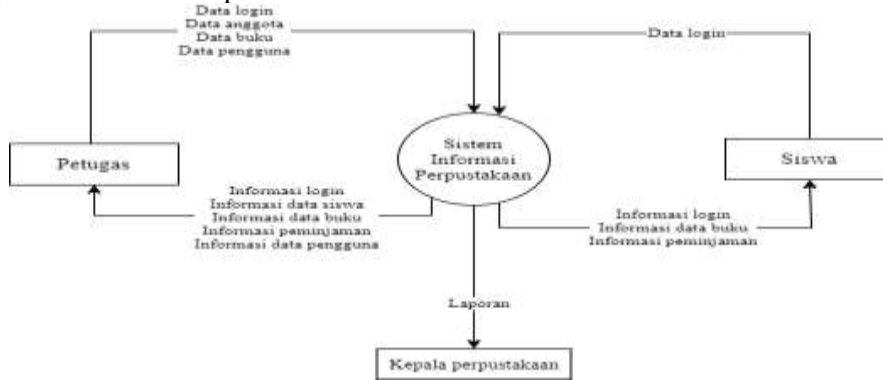 Data login
Data anggota
Data buku
Data pengguna
Data login
Petugas
Sistem
Informasi
Perpustakaan
Siswa
Informasi login
Informasi data siswa
Informasi data buku
Informasi peminjaman
Informasi data pengguna
Informasi login
Informasi data buku
Informasi peminjaman
Laporan
Kepala perpustakaan